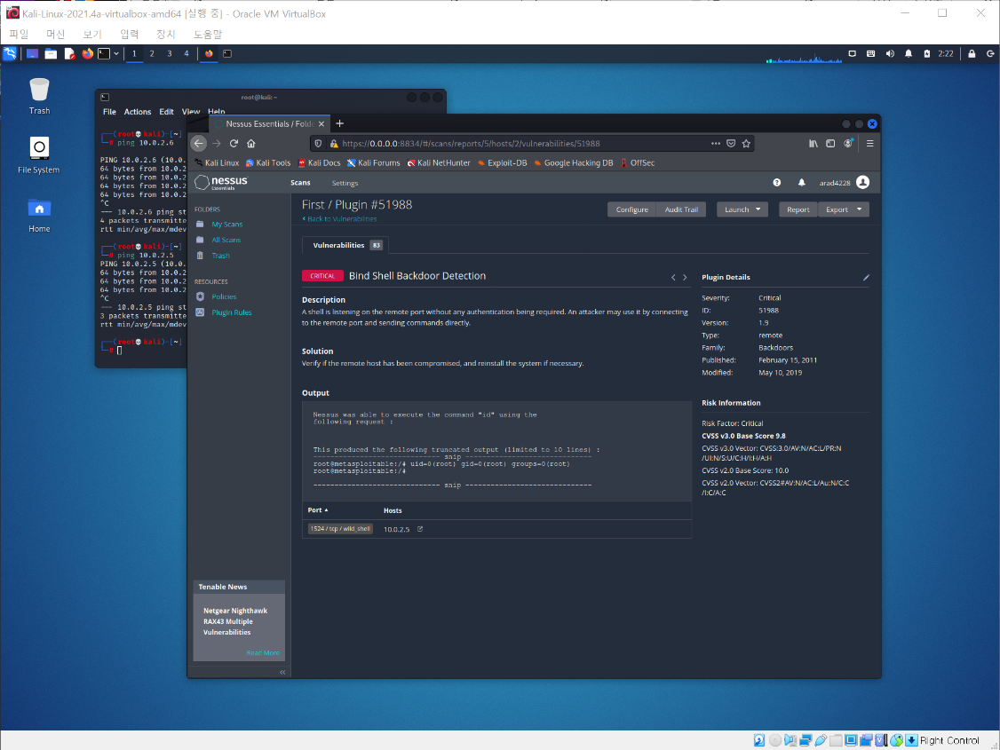 Kali-Linux-2021.4a-virtualbox-amd64 [실행 중] - Oracle VM VirtualBox
파일 머신 보기 입력 장치 도움말
1 2 3 4 2:22
Trash
File System
Home
root@kali: ~
File Actions Edit View Help
(root kali)-[~]
# ping 10.0.2.6
PING 10.0.2.6 (10.0.
64 bytes from 10.0.2
64 bytes from 10.0.2
64 bytes from 10.0.2
64 bytes from 10.0.2
^C
--- 10.0.2.6 ping st
4 packets transmitte
rtt min/avg/max/mdev
(root kali)-[~]
# ping 10.0.2.5
PING 10.0.2.5 (10.0.
64 bytes from 10.0.2
64 bytes from 10.0.2
64 bytes from 10.0.2
^C
--- 10.0.2.5 ping st
3 packets transmitte
rtt min/avg/max/mdev
(root kali)-[~]
#
Nessus Essentials / Folde
https://0.0.0.0:8834/#/scans/reports/5/hosts/2/vulnerabilities/51988
Kali Linux Kali Tools Kali Docs Kali Forums Kali NetHunter Exploit-DB Google Hacking DB OffSec
nessus
Essentials
Scans Settings arad4228
FOLDERS
My Scans
All Scans
Trash
RESOURCES
Policies
Plugin Rules
Tenable News
Netgear Nighthawk
RAX43 Multiple
Vulnerabilities
Read More
First / Plugin #51988
Back to Vulnerabilities
Configure Audit Trail Launch Report Export
Vulnerabilities 83
CRITICAL Bind Shell Backdoor Detection
Description
A shell is listening on the remote port without any authentication being required. An attacker may use it by connecting
to the remote port and sending commands directly.
Solution
Verify if the remote host has been compromised, and reinstall the system if necessary.
Output
Nessus was able to execute the command "id" using the
following request :
This produced the following truncated output (limited to 10 lines) :
------------------------------ snip ------------------------------
root@metasploitable:/# uid=0(root) gid=0(root) groups=0(root)
root@metasploitable:/#
------------------------------ snip ------------------------------
Port Hosts
1524 / tcp / wild_shell 10.0.2.5
Plugin Details
Severity: Critical
ID: 51988
Version: 1.9
Type: remote
Family: Backdoors
Published: February 15, 2011
Modified: May 10, 2019
Risk Information
Risk Factor: Critical
CVSS v3.0 Base Score 9.8
CVSS v3.0 Vector: CVSS:3.0/AV:N/AC:L/PR:N
/UI:N/S:U/C:H/I:H/A:H
CVSS v2.0 Base Score: 10.0
CVSS v2.0 Vector: CVSS2#AV:N/AC:L/Au:N/C:C
/I:C/A:C
Right Control